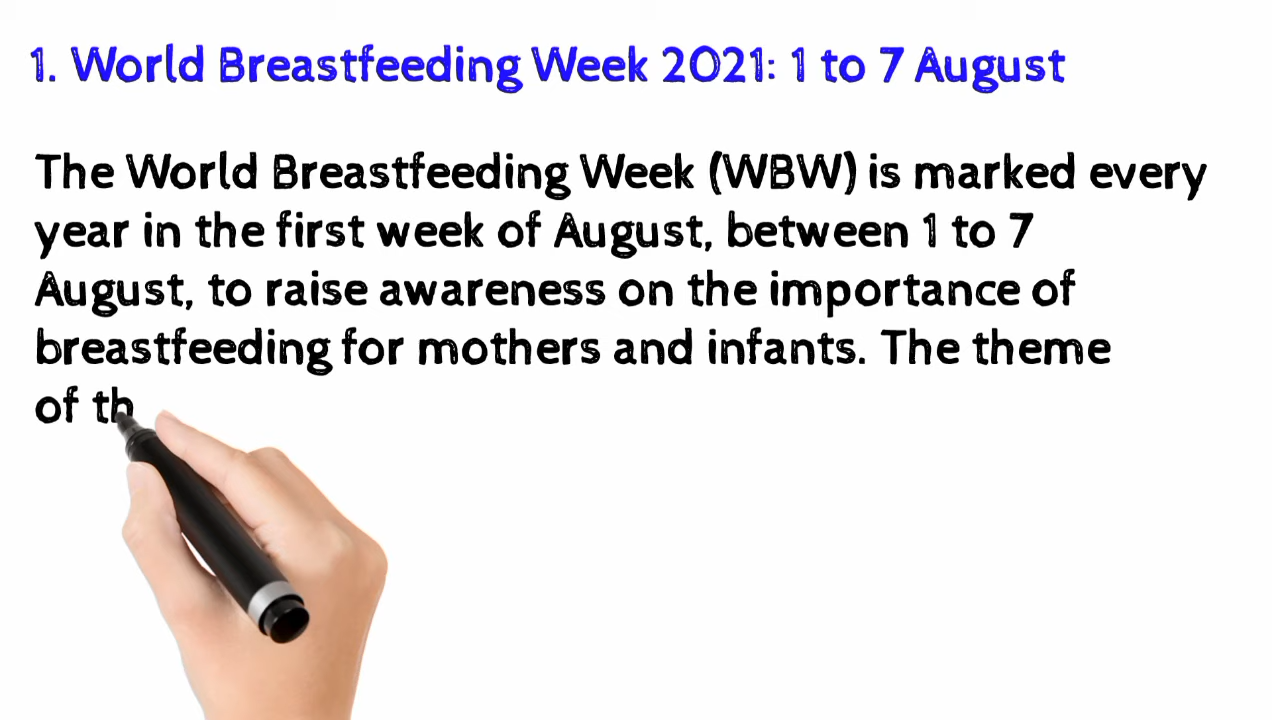 1. World Breastfeeding Week 2021: 1 to 7 August
The World Breastfeeding Week (WBW) is marked every
year in the first week of August, between 1 to 7
August, to raise awareness on the importance of
breastfeeding for mothers and infants. The theme
of th